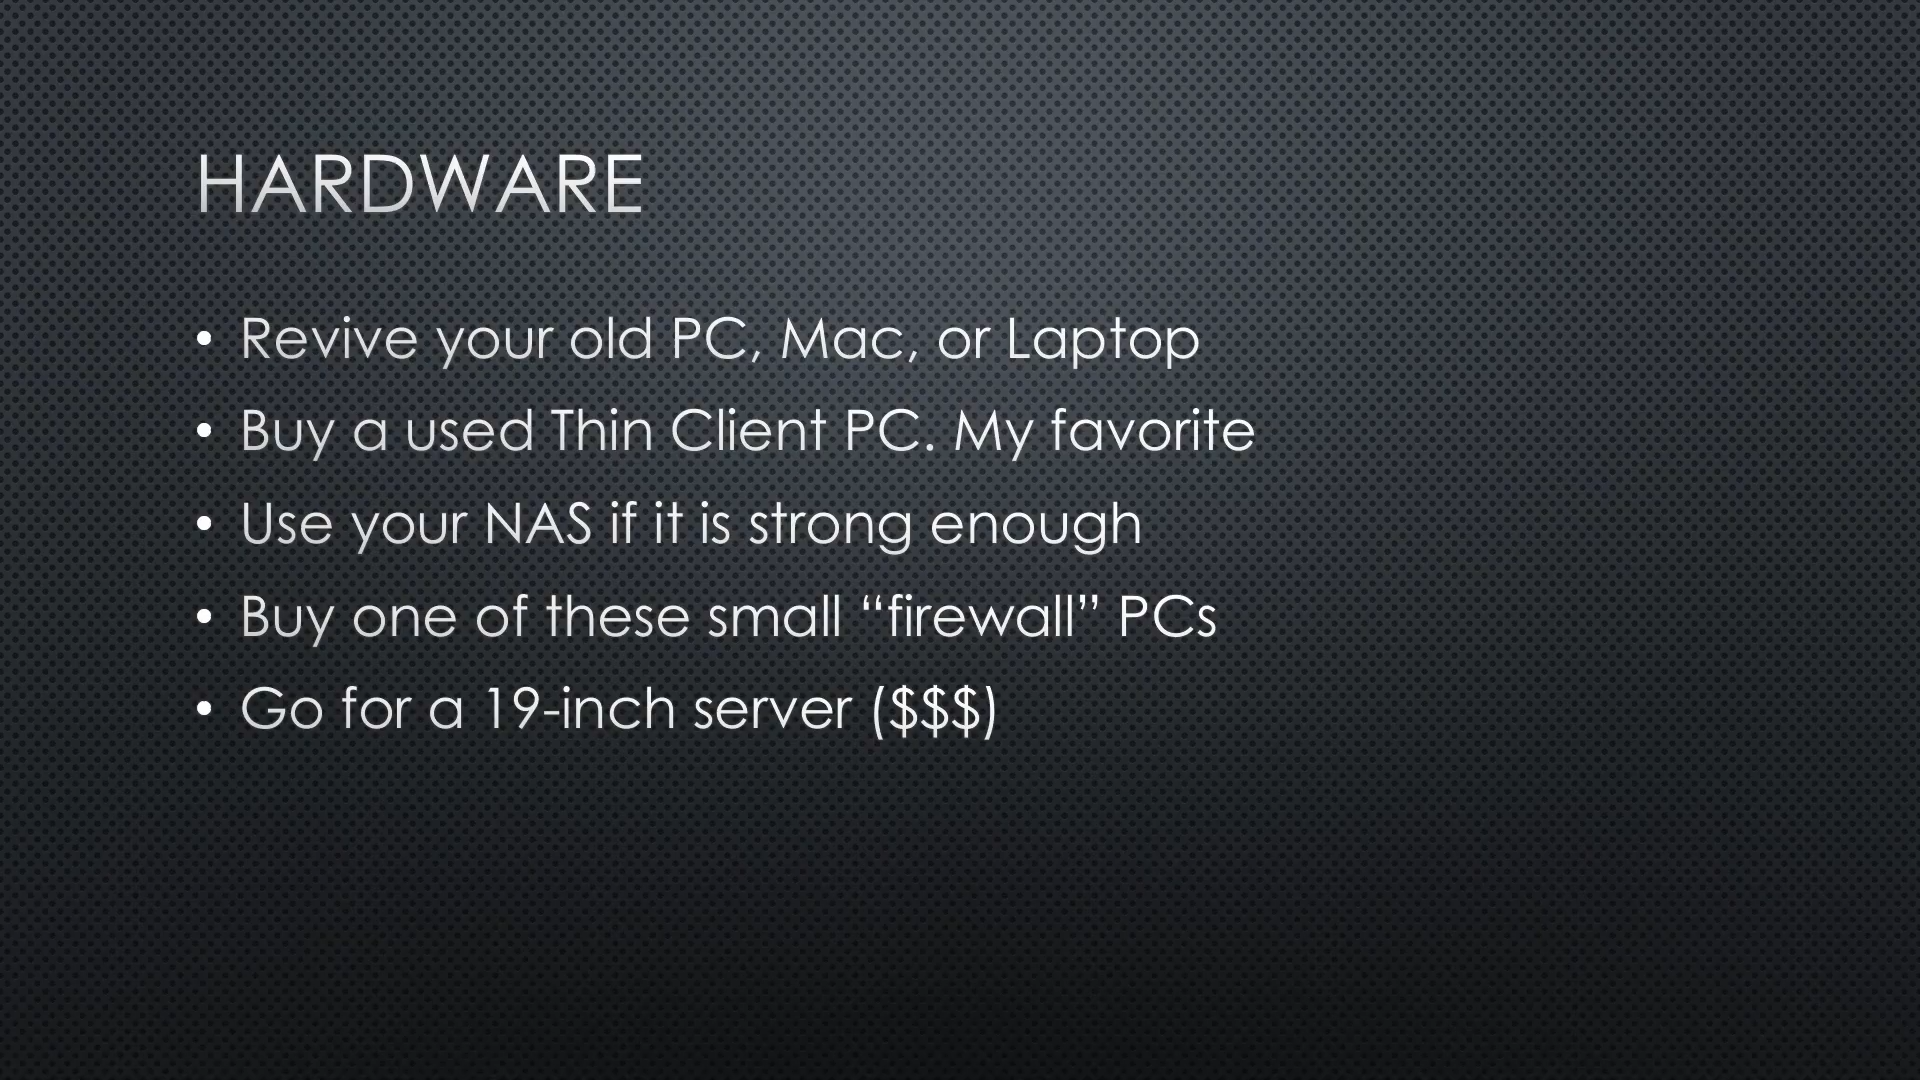 HARDWARE
• Revive your old PC, Mac, or Laptop
• Buy a used Thin Client PC. My favorite
• Use your NAS if it is strong enough
• Buy one of these small “firewall” PCs
• Go for a 19-inch server ($$$)